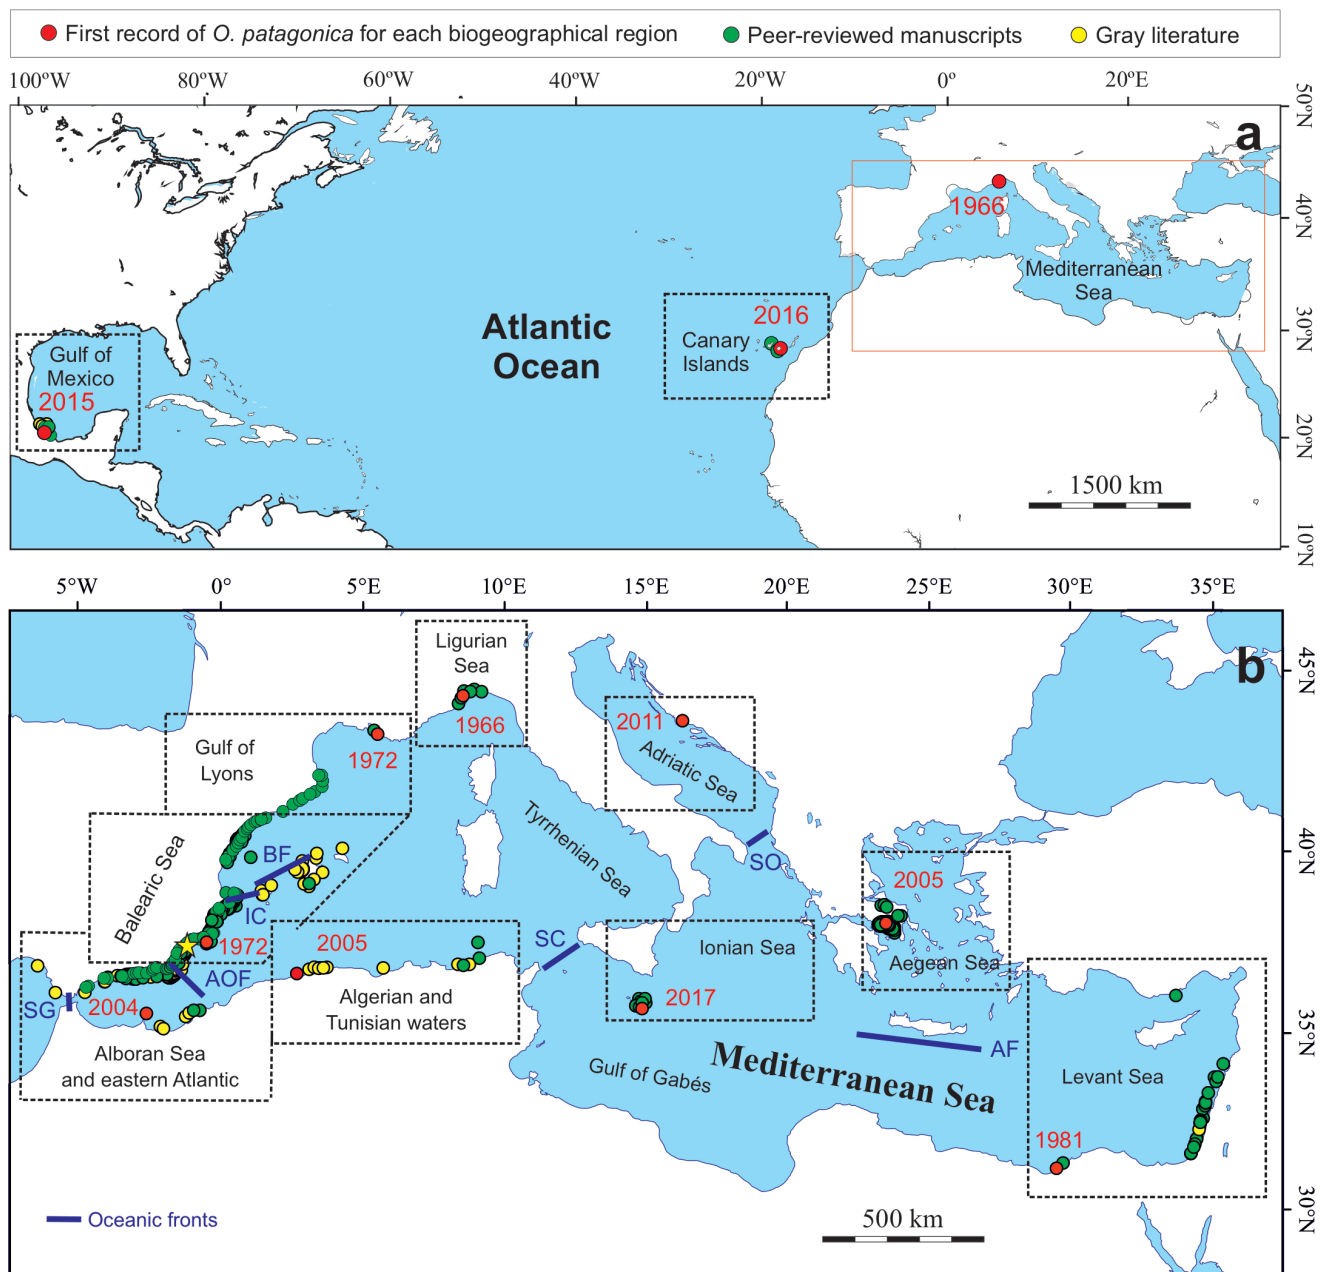 First record of O. patagonica for each biogeographical region
Peer-reviewed manuscripts
Gray literature
100ºW
80ºW
60ºW
40ºW
20ºW
0º
20ºE
50ºN
a
1966
40ºN
Mediterranean
Sea
2016
Canary
Islands
Atlantic
Ocean
30ºN
Gulf of
Mexico
2015
20ºN
1500 km
10ºN
5ºW
0º
5ºE
10ºE
15ºE
20ºE
25ºE
30ºE
35ºE
b
45ºN
Ligurian
Sea
1966
2011
Adriatic Sea
Gulf of
Lyons
1972
Tyrrhenian Sea
SO
40ºN
Balearic Sea
BF
IC
1972
2005
Aegean Sea
SC
Ionian Sea
2017
2005
Algerian and
Tunisian waters
AOF
SG
2004
Alboran Sea
and eastern Atlantic
35ºN
AF
Gulf of Gabés
Mediterranean Sea
Levant Sea
1981
30ºN
Oceanic fronts
500 km